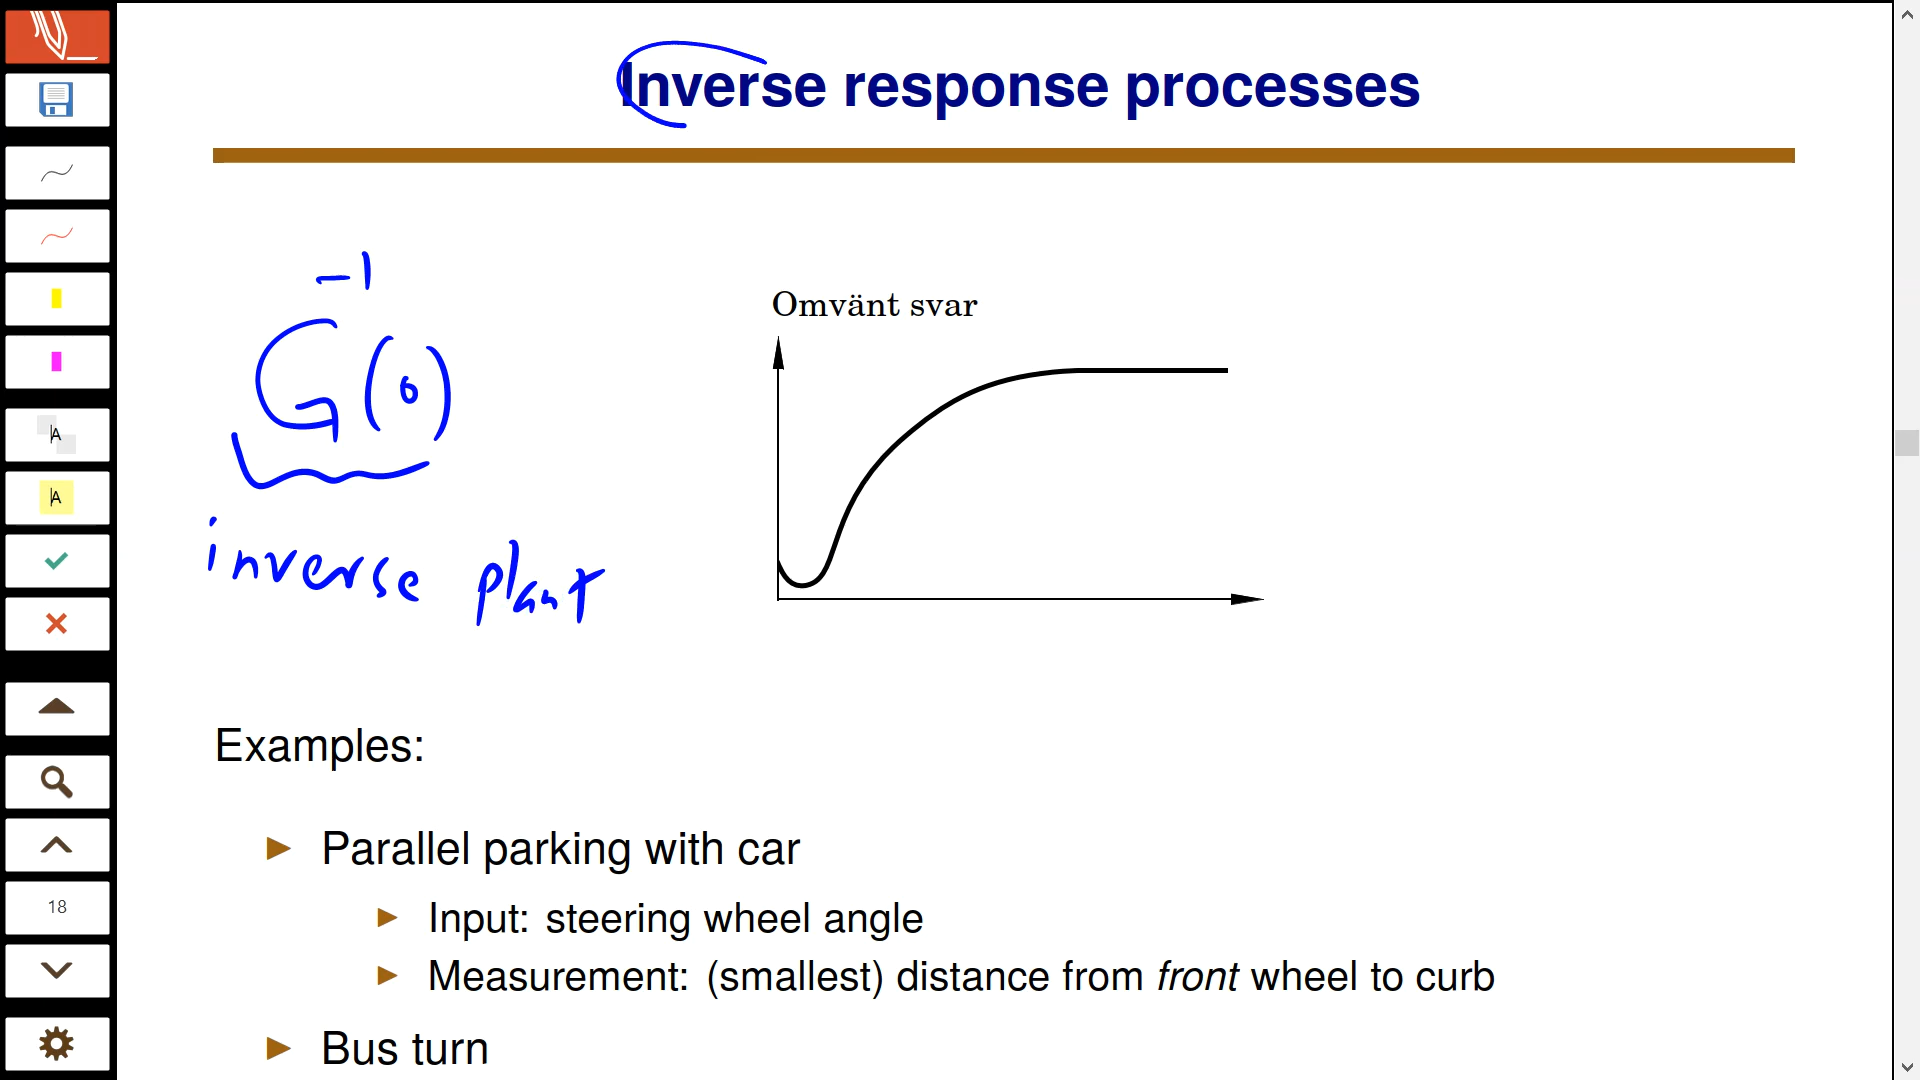 Inverse response processes
-1
G(0)
inverse plant
Omvänt svar
Examples:
▶ Parallel parking with car
▶ Input: steering wheel angle
▶ Measurement: (smallest) distance from front wheel to curb
▶ Bus turn
A
A
18